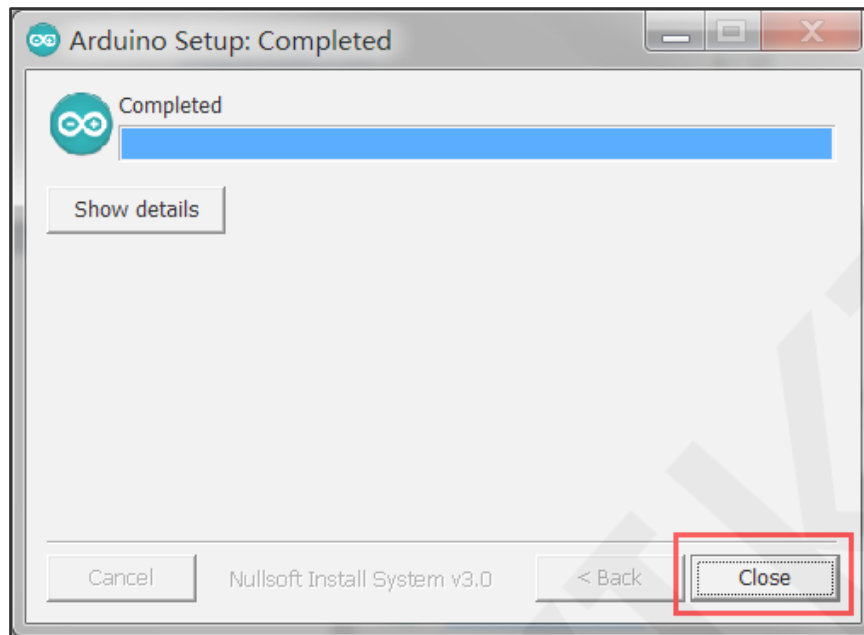 Arduino Setup: Completed
Completed
Show details
Cancel
Nullsoft Install System v3.0
< Back
Close